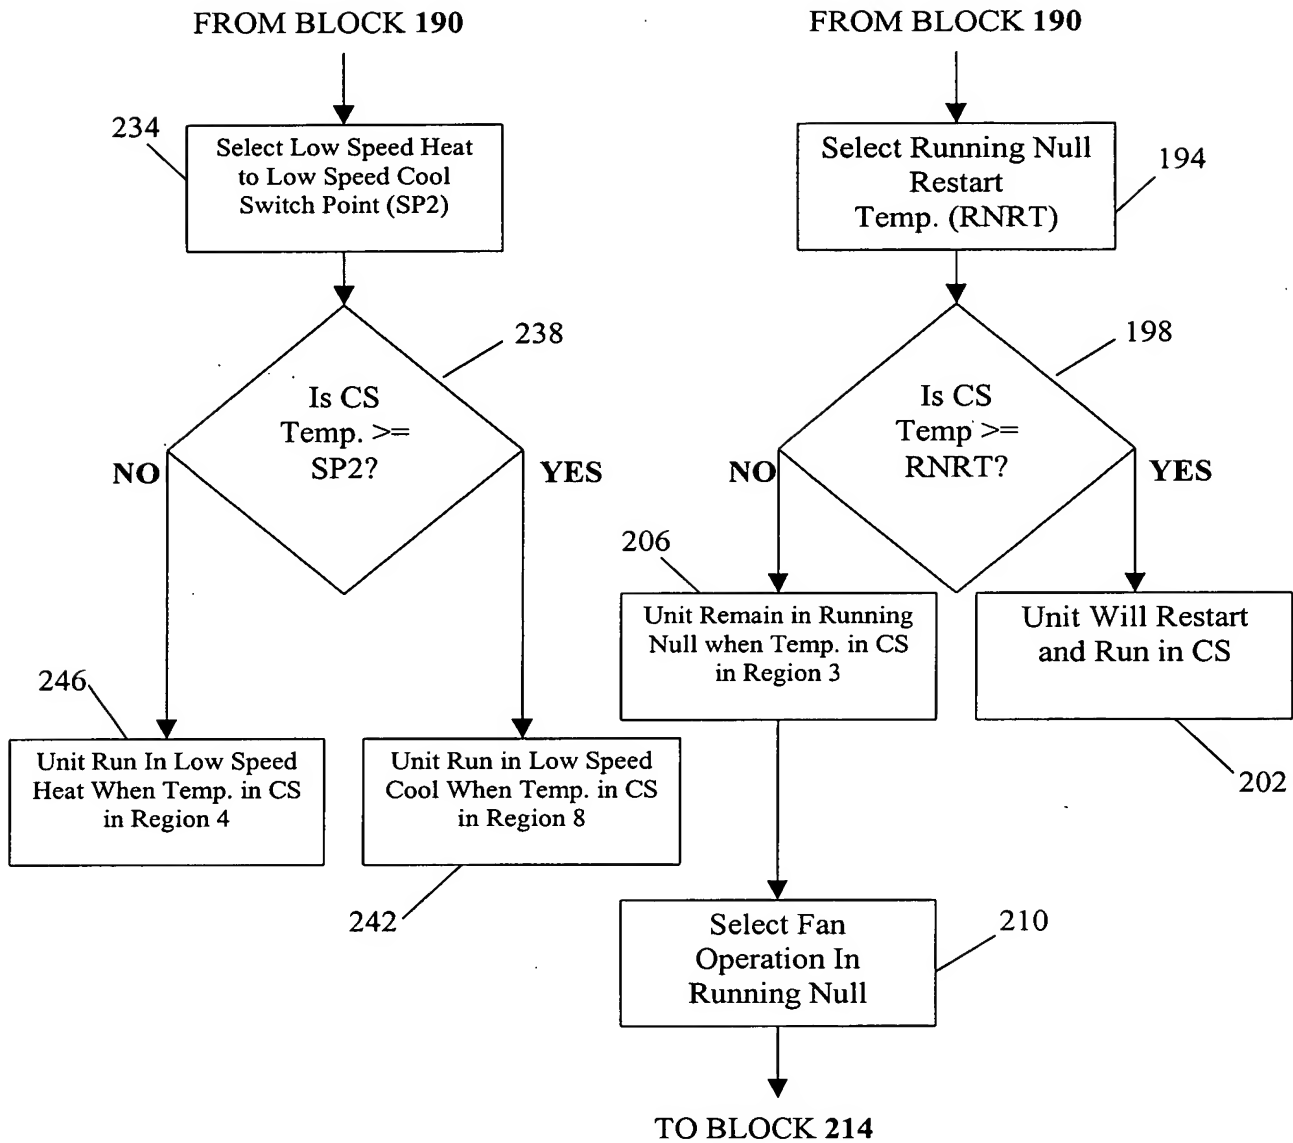 FROM BLOCK 190
234
Select Low Speed Heat
to Low Speed Cool
Switch Point (SP2)
238
Is CS
Temp. >=
SP2?
NO
YES
246
Unit Run In Low Speed
Heat When Temp. in CS
in Region 4
Unit Run in Low Speed
Cool When Temp. in CS
in Region 8
242
FROM BLOCK 190
Select Running Null
Restart
Temp. (RNRT)
194
198
Is CS
Temp >=
RNRT?
NO
YES
206
Unit Remain in Running
Null when Temp. in CS
in Region 3
Unit Will Restart
and Run in CS
202
Select Fan
Operation In
Running Null
210
TO BLOCK 214